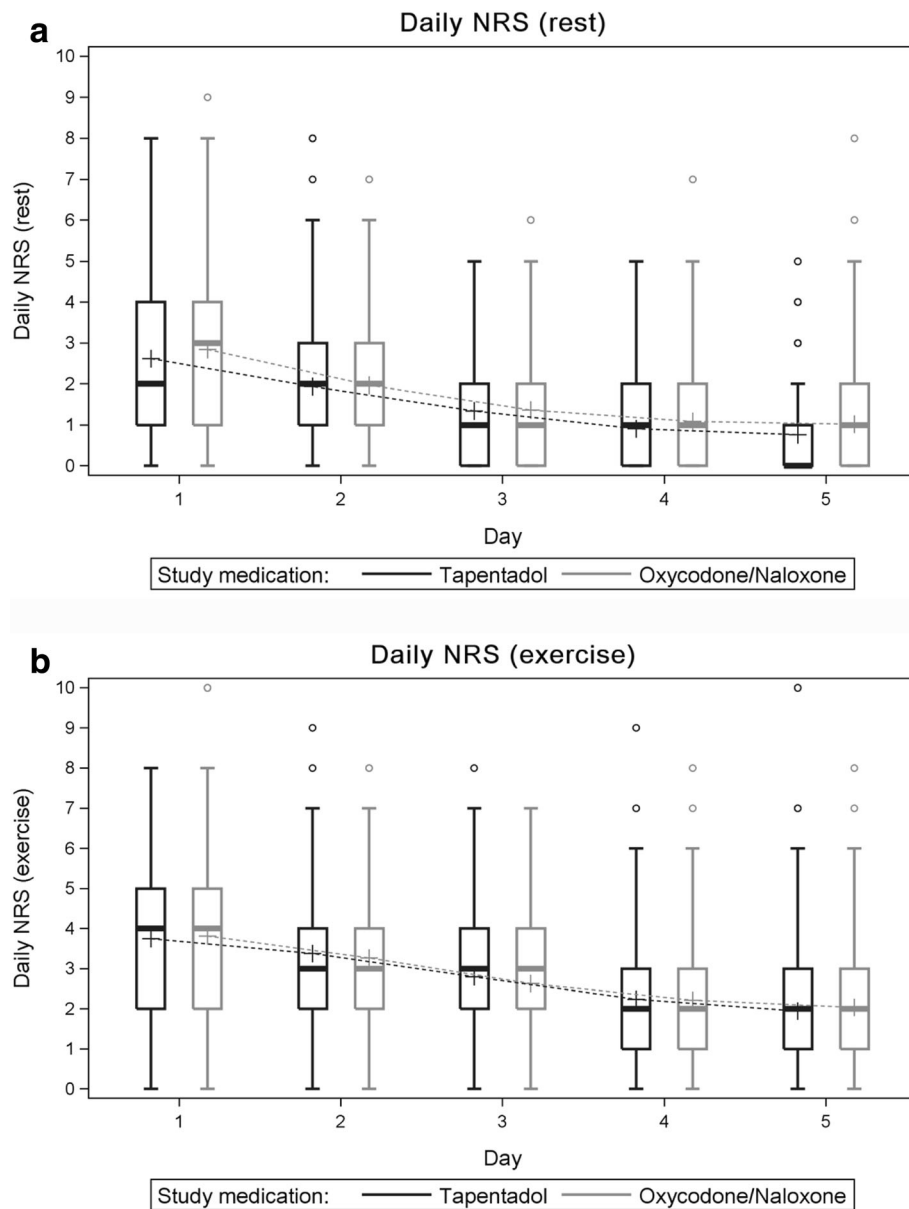 a
Daily NRS (rest)
10
9
8
7
6
5
4
3
2
1
0
Daily NRS (rest)
1 2 3 4 5
Day
Study medication: Tapentadol Oxycodone/Naloxone
b
Daily NRS (exercise)
10
9
8
7
6
5
4
3
2
1
0
Daily NRS (exercise)
1 2 3 4 5
Day
Study medication: Tapentadol Oxycodone/Naloxone